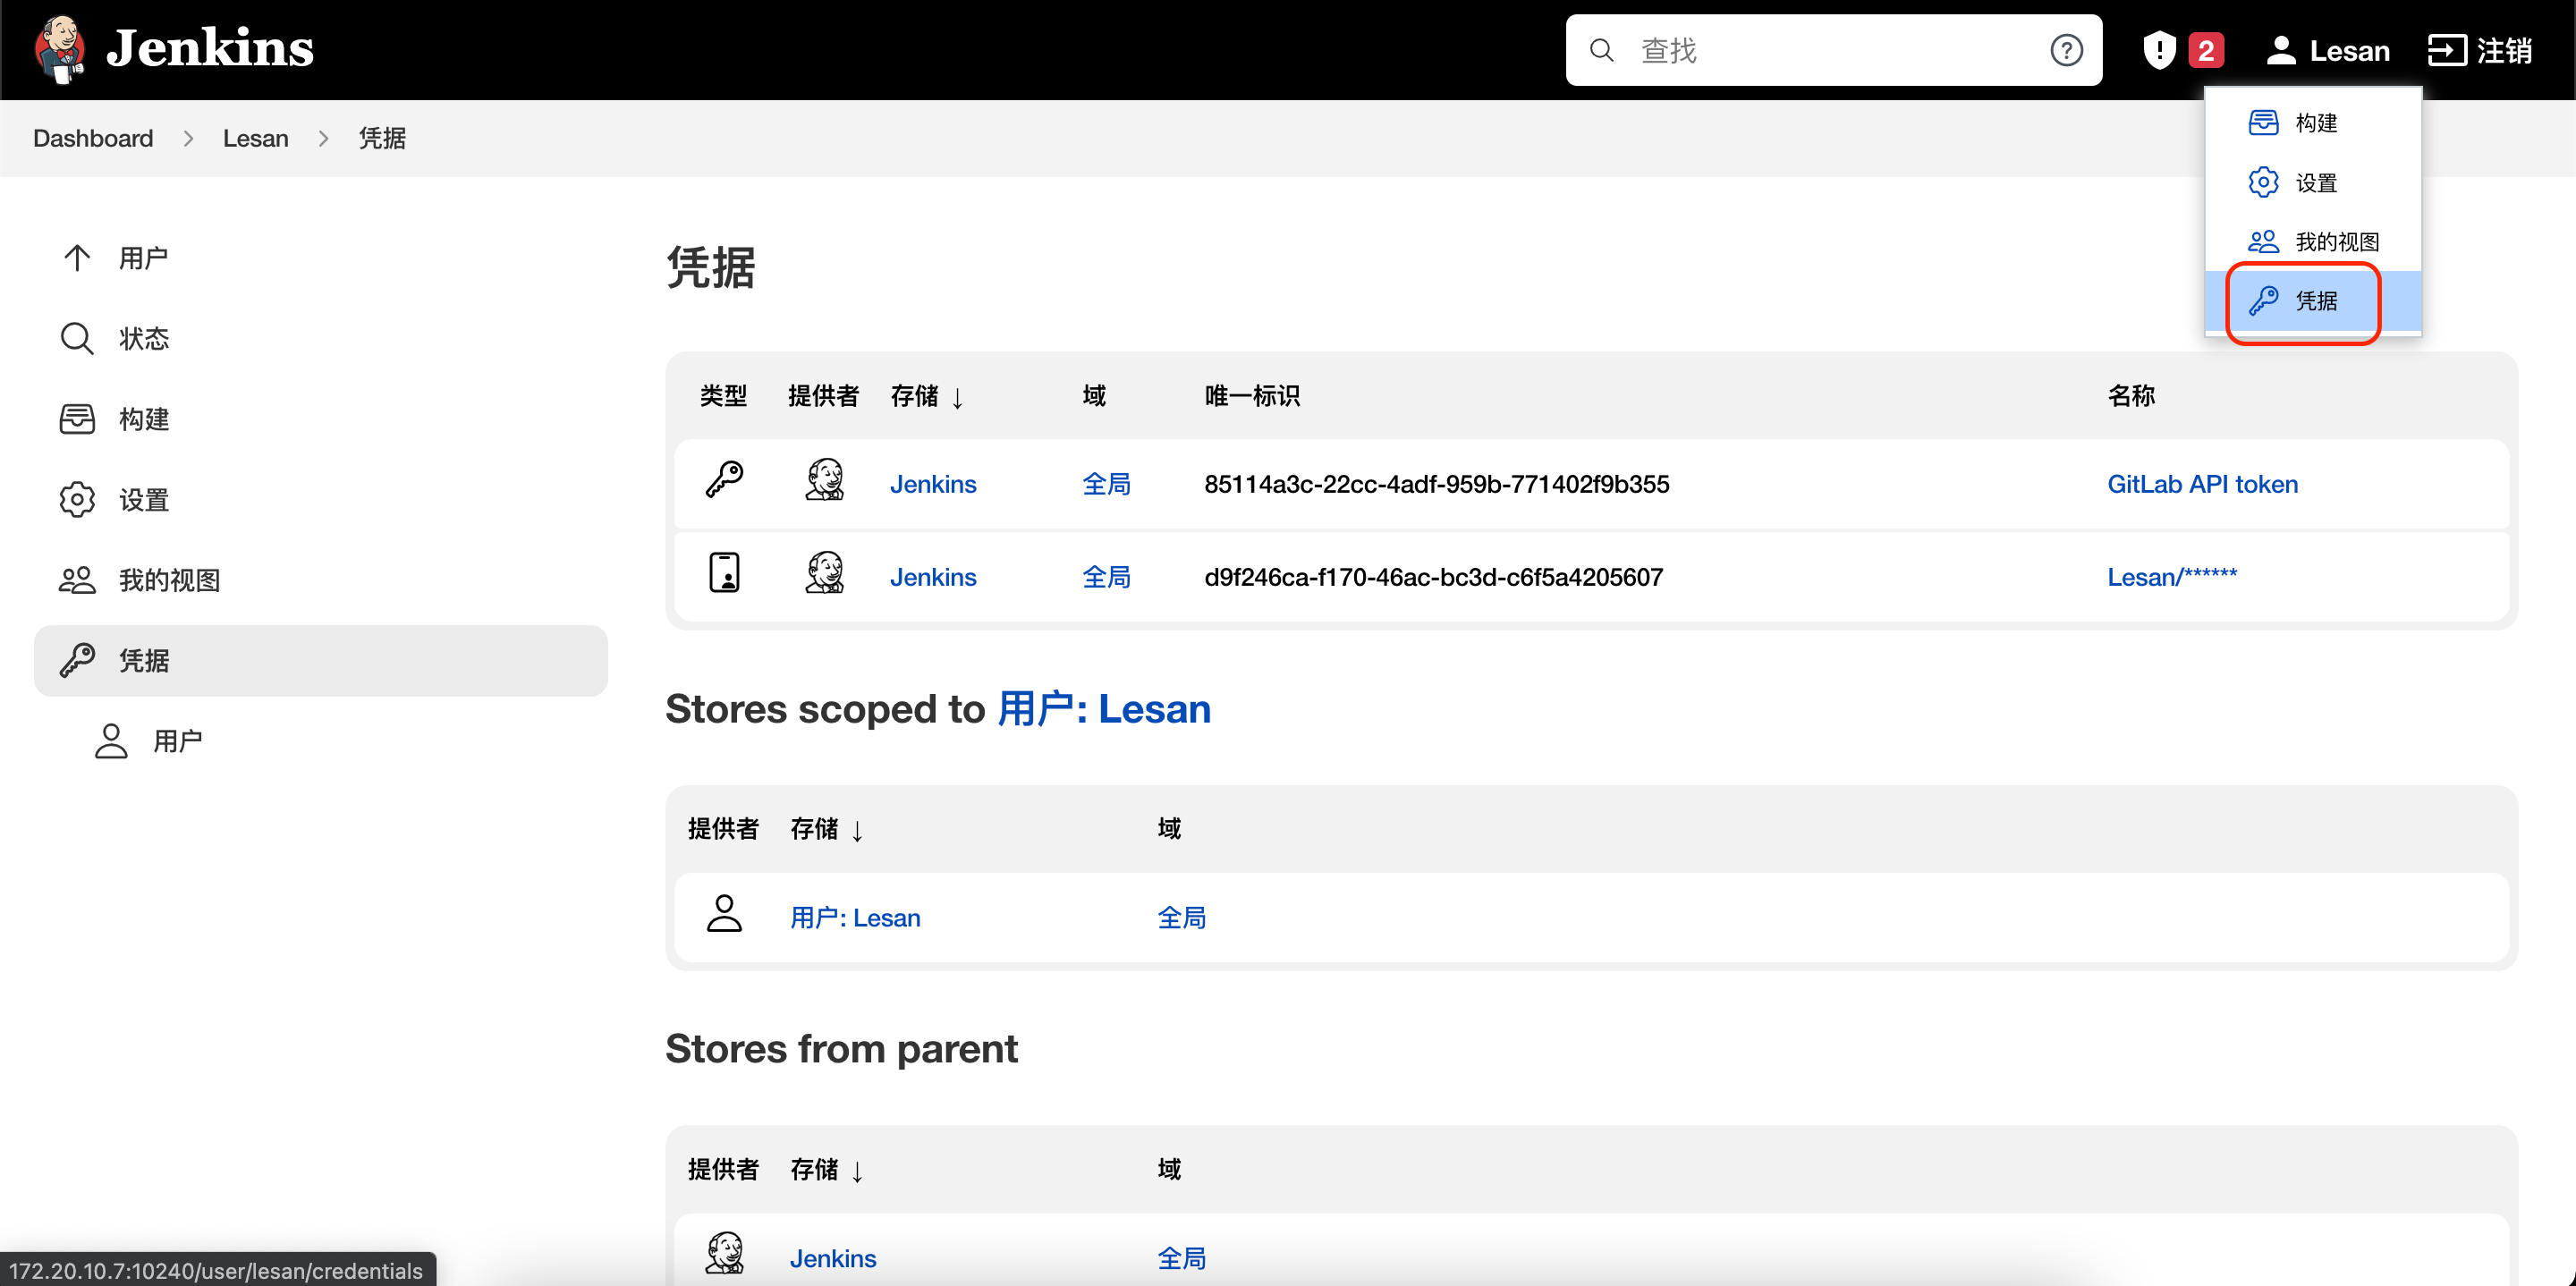 Jenkins
查找
2
Lesan
注销
Dashboard
Lesan
凭据
构建
设置
我的视图
凭据
用户
状态
构建
设置
我的视图
凭据
用户
凭据
类型 提供者 存储 ↓ 域 唯一标识 名称
Jenkins 全局 85114a3c-22cc-4adf-959b-771402f9b355 GitLab API token
Jenkins 全局 d9f246ca-f170-46ac-bc3d-c6f5a4205607 Lesan/******
Stores scoped to 用户: Lesan
提供者 存储 ↓ 域
用户: Lesan 全局
Stores from parent
提供者 存储 ↓ 域
Jenkins 全局
172.20.10.7:10240/user/lesan/credentials